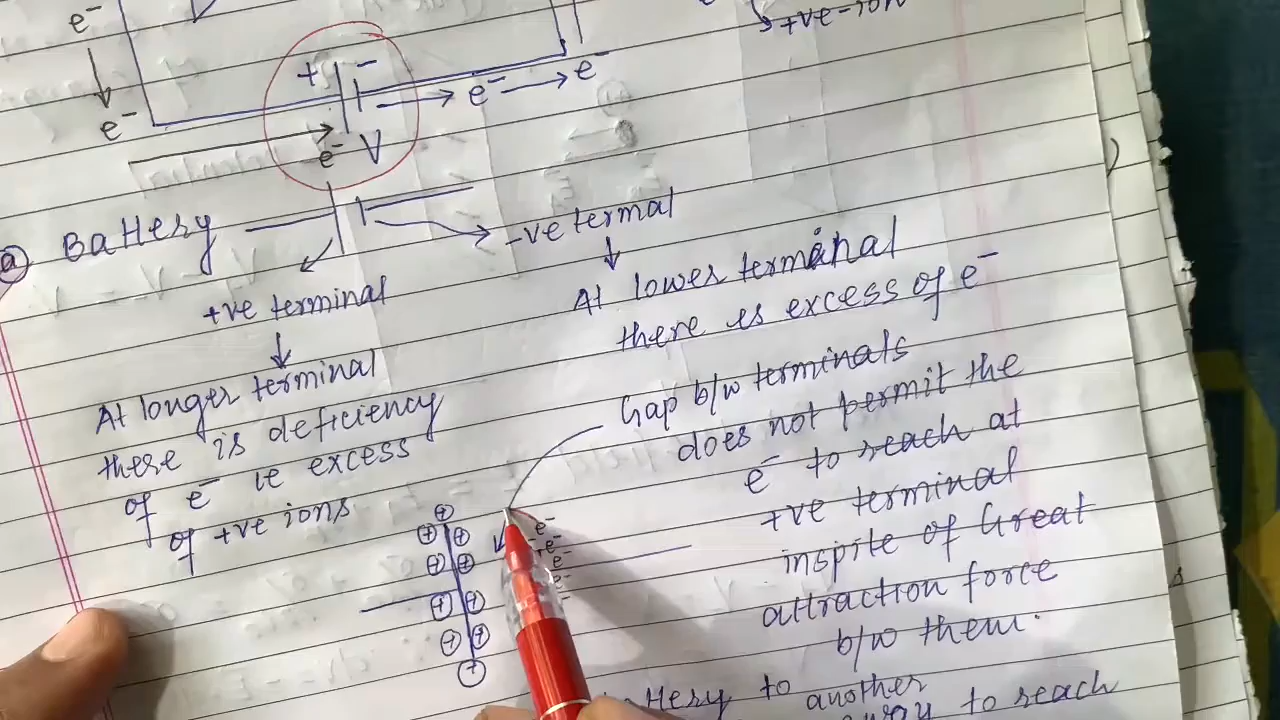 e⁻
e⁻
+ve-ion
+ -
e⁻ e⁻
e⁻ V
(a) Battery
-ve termal
+ve terminal
At longer terminal
there is deficiency
of e⁻ ie excess
of +ve ions
At lower terminal
there is excess of e⁻
Gap b/w terminals
does not permit the
e⁻ to reach at
+ve terminal
inspite of Great
attraction force
b/w them.
+
+ +
+ +
+ +
+ +
+
e⁻
e⁻
e⁻
e⁻
to another
to reach